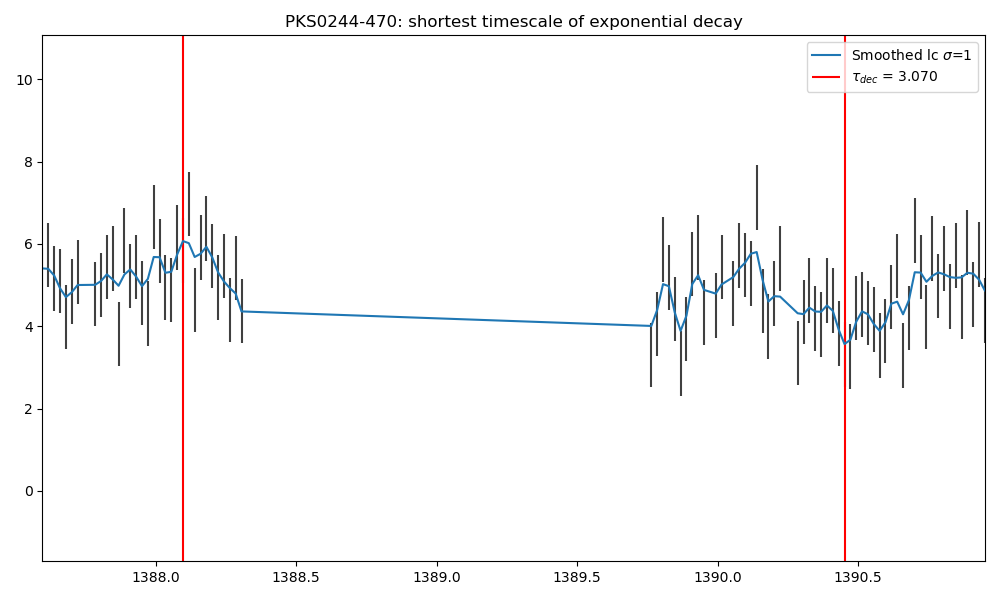 PKS0244-470: shortest timescale of exponential decay
Smoothed lc σ=1
τ_dec = 3.070
10
8
6
4
2
0
1388.0 1388.5 1389.0 1389.5 1390.0 1390.5